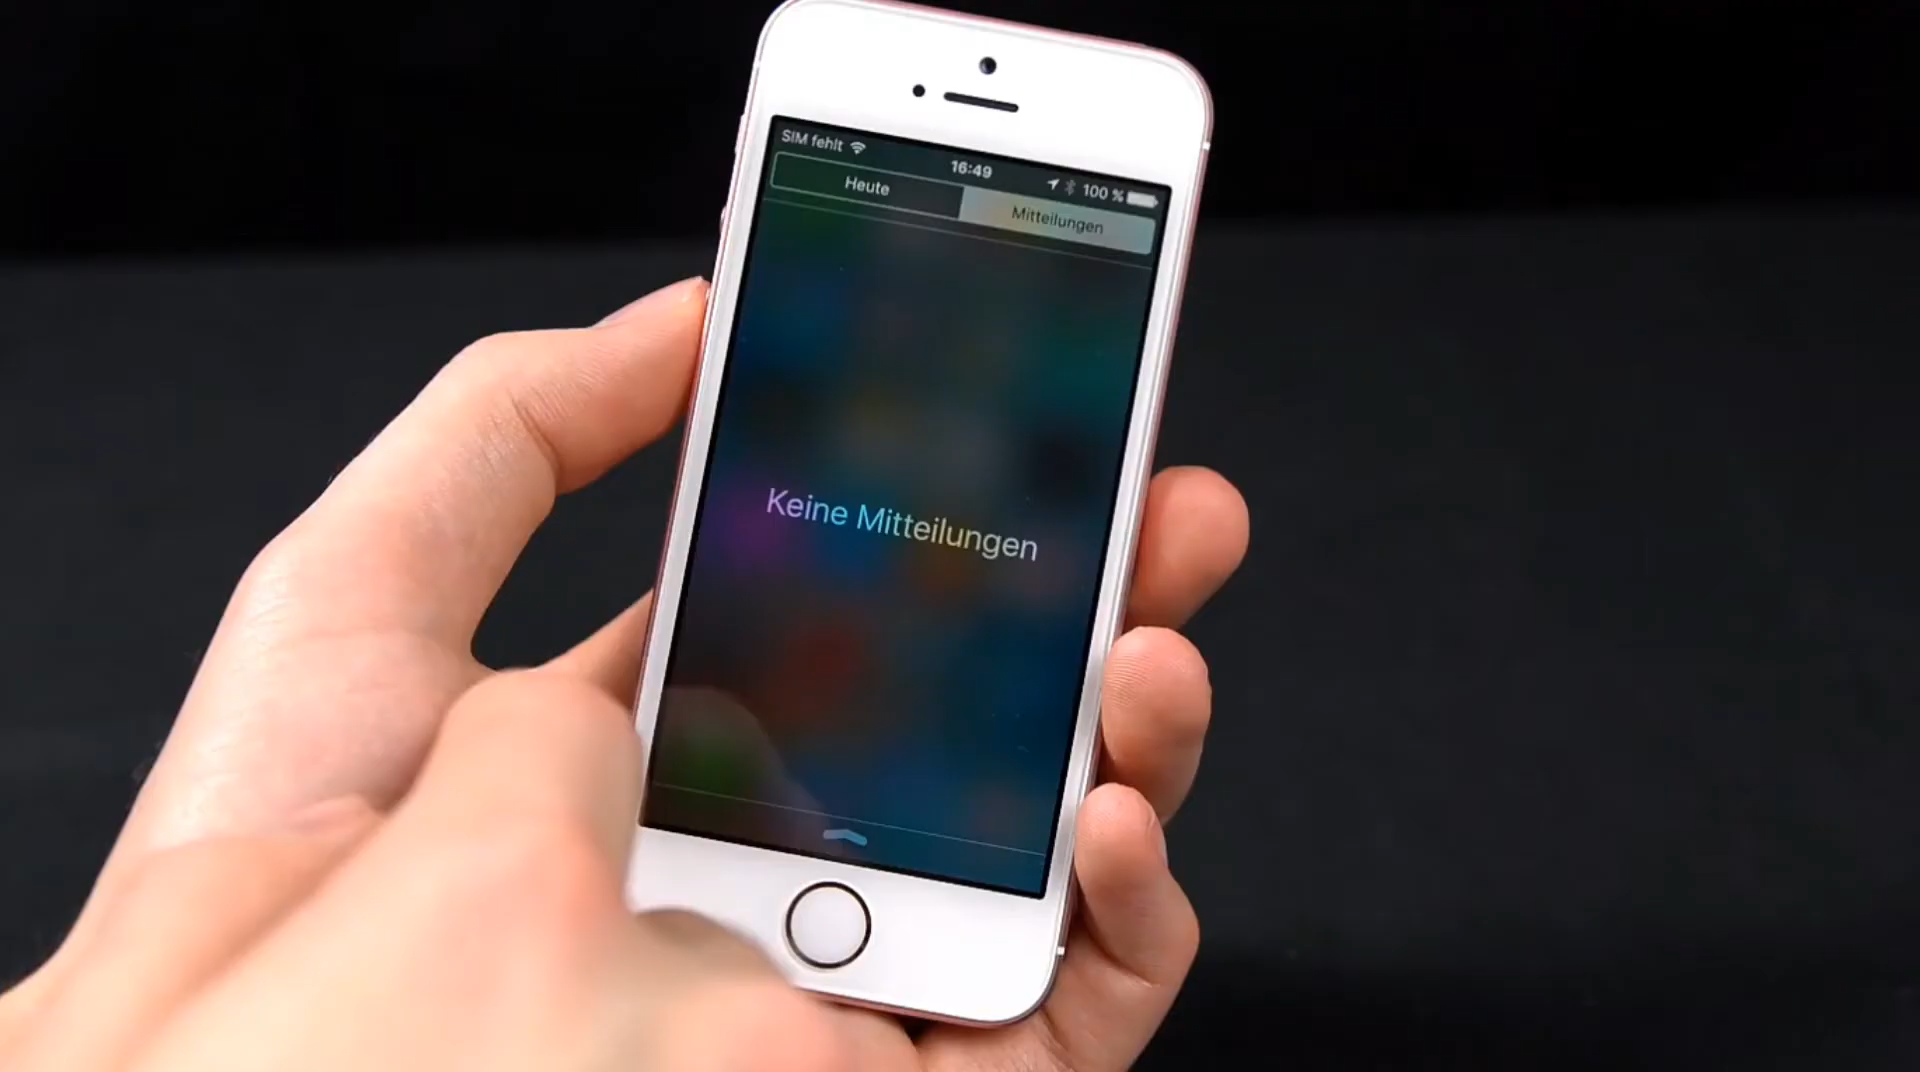 SIM fehlt
16:49
100 %
Heute
Mitteilungen
Keine Mitteilungen